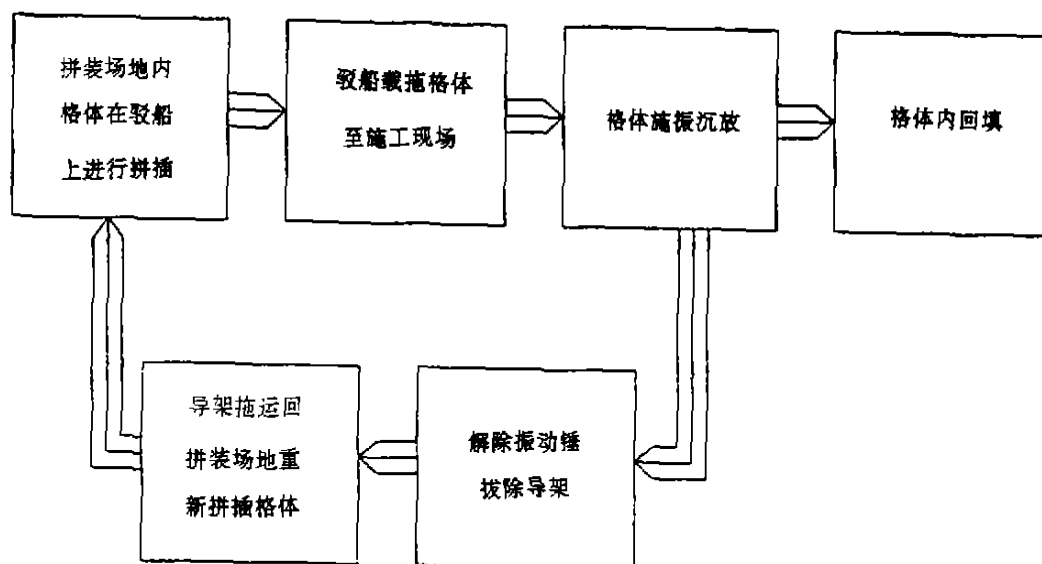 拼装场地内
格体在驳船
上进行拼插
驳船载拖格体
至施工现场
格体施振沉放
格体内回填
导架拖运回
拼装场地重
新拼插格体
解除振动锤
拔除导架